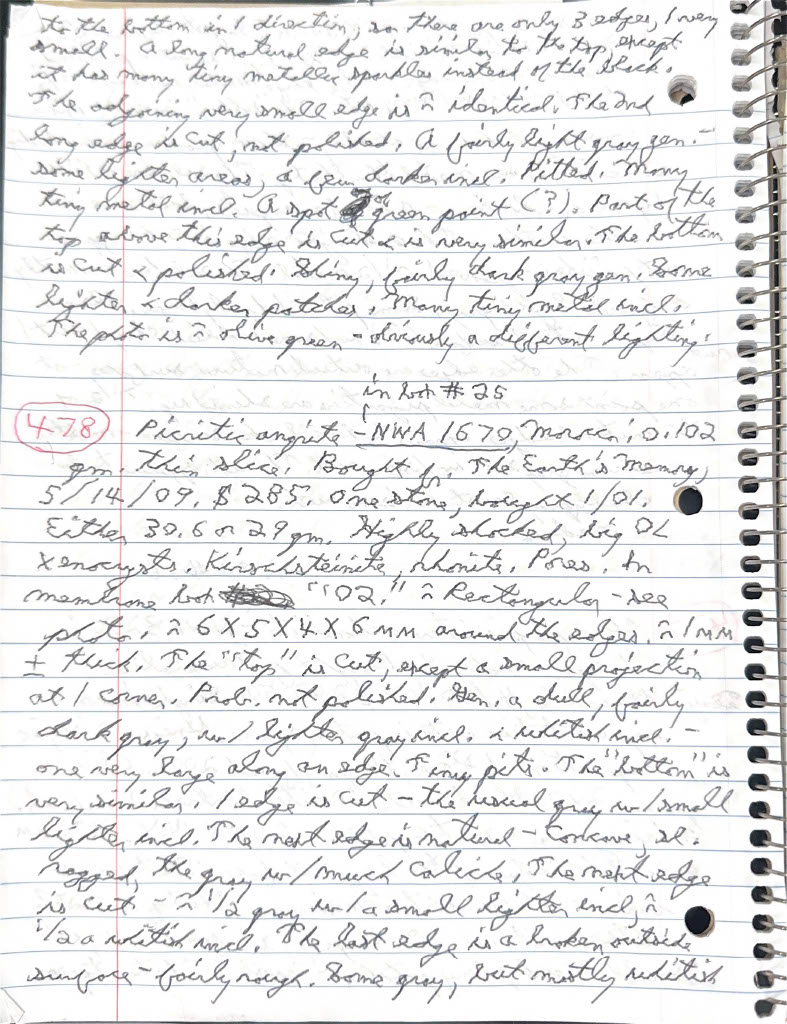 to the bottom in 1 direction, so there are only 3 edges, 1 very
small. A long natural edge is similar to the top, except
it has many tiny metallic sparkles instead of the black.
The adjoining very small edge is ≈ identical. The 2nd
long edge is cut, not polished. A fairly light gray gen. -
some lighter areas, a few darker incl. Pitted. Many
tiny metal incl. A spot of green paint (?). Part of the
top above this edge is cut & is very similar. The bottom
is cut & polished. Shiny, fairly dark gray gen. Some
lighter & darker patches. Many tiny metal incl.
The photo is ≈ olive green - obviously a different lighting.
in book # 25
478 Picritic angrite - NWA 1670, Morocco, 0.102
gm. thin slice. Bought fr. The Earth's Memory,
5/14/09. $285. One stone, bought 1/01.
Either 30.6 or 29 gm. Highly shocked, big OL
xenocrysts. Kirschsteinite, rhonite. Pores. In
membrane box "'02." ≈ Rectangular - see
photo. ≈ 6 X 5 X 4 X 6 MM around the edges. ≈ 1 MM
± thick. The "top" is cut, except a small projection
at 1 corner. Prob. not polished. Gen. a dull, fairly
dark gray, w/ lighter gray incl. & whitish incl. -
one very large along an edge. Tiny pits. The "bottom" is
very similar. 1 edge is cut - the usual gray w/ small
lighter incl. The next edge is natural - Concave, sl.
ragged, the gray w/ much Caliche. The next edge
is cut - ≈ 1/2 gray w/ a small lighter incl, ≈
1/2 a whitish incl. The last edge is a broken outside
surface - fairly rough. Some gray, but mostly whitish